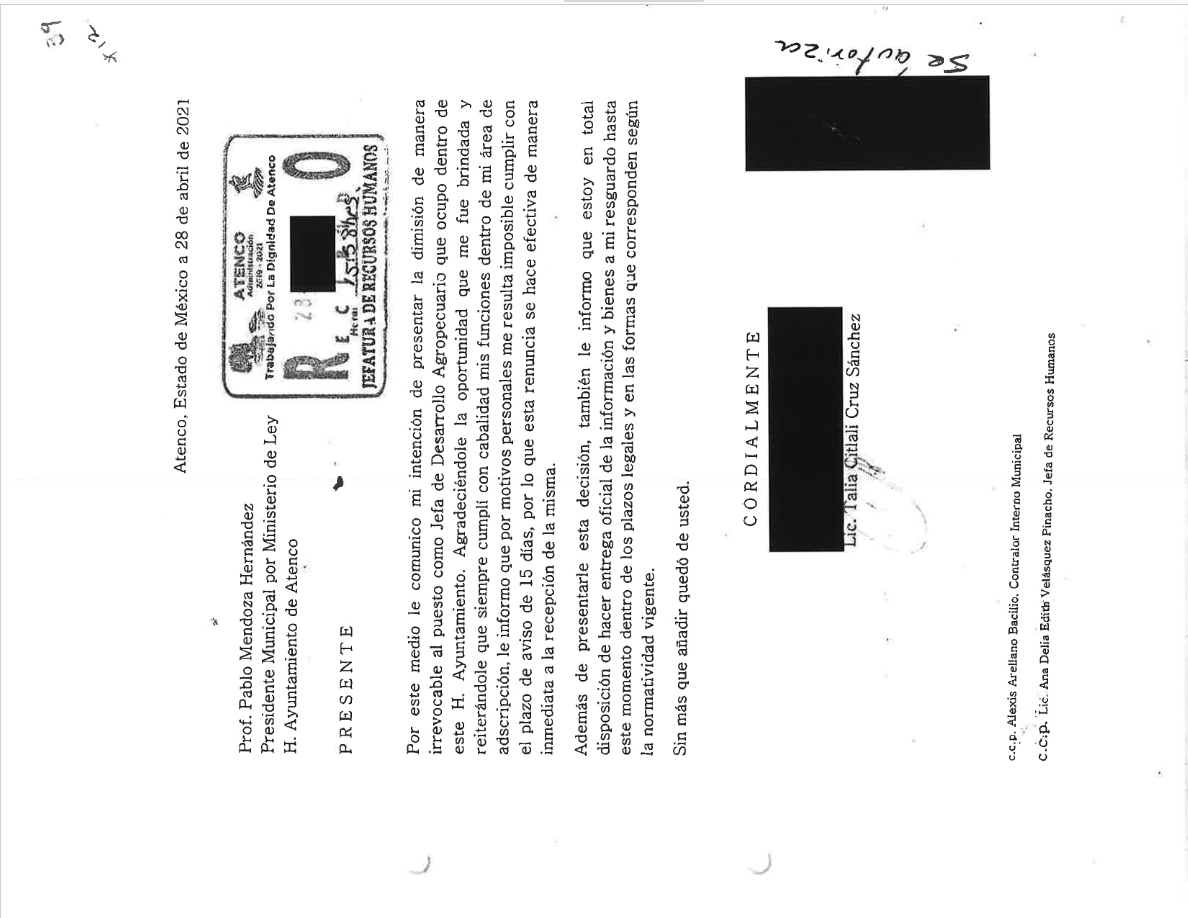 39
Atenco, Estado de México a 28 de abril de 2021
ATENCO
Administración
2019 - 2021
Trabajando Por La Dignidad De Atenco
R E C O
28
Hora: 15:38hrs
JEFATURA DE RECURSOS HUMANOS
Prof. Pablo Mendoza Hernández
Presidente Municipal por Ministerio de Ley
H. Ayuntamiento de Atenco
P R E S E N T E
Por este medio le comunico mi intención de presentar la dimisión de manera
irrevocable al puesto como Jefa de Desarrollo Agropecuario que ocupo dentro de
este H. Ayuntamiento. Agradeciéndole la oportunidad que me fue brindada y
reiterándole que siempre cumplí con cabalidad mis funciones dentro de mi área de
adscripción, le informo que por motivos personales me resulta imposible cumplir con
el plazo de aviso de 15 días, por lo que esta renuncia se hace efectiva de manera
inmediata a la recepción de la misma.
Además de presentarle esta decisión, también le informo que estoy en total
disposición de hacer entrega oficial de la información y bienes a mi resguardo hasta
este momento dentro de los plazos legales y en las formas que corresponden según
la normatividad vigente.
Sin más que añadir quedó de usted.
Se autoriza
C O R D I A L M E N T E
Lic. Talia Citlali Cruz Sánchez
c.c.p. Alexis Arellano Bacilio. Contralor Interno Municipal
C.c.p. Lic. Ana Delia Edith Velásquez Pinacho. Jefa de Recursos Humanos